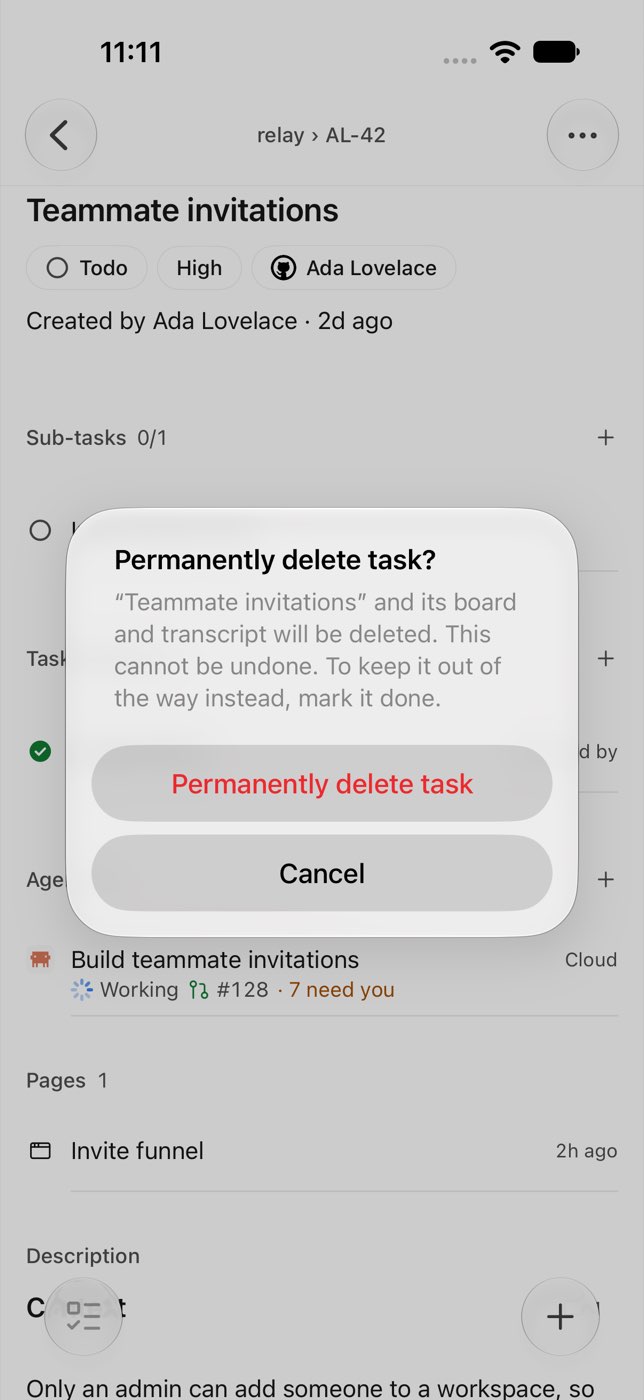 11:11
relay › AL-42
Teammate invitations
Todo
High
Ada Lovelace
Created by Ada Lovelace · 2d ago
Sub-tasks 0/1
Permanently delete task?
“Teammate invitations” and its board
and transcript will be deleted. This
cannot be undone. To keep it out of
the way instead, mark it done.
by
Permanently delete task
Cancel
Build teammate invitations
Cloud
Working #128 · 7 need you
Pages 1
Invite funnel
2h ago
Description
Only an admin can add someone to a workspace, so